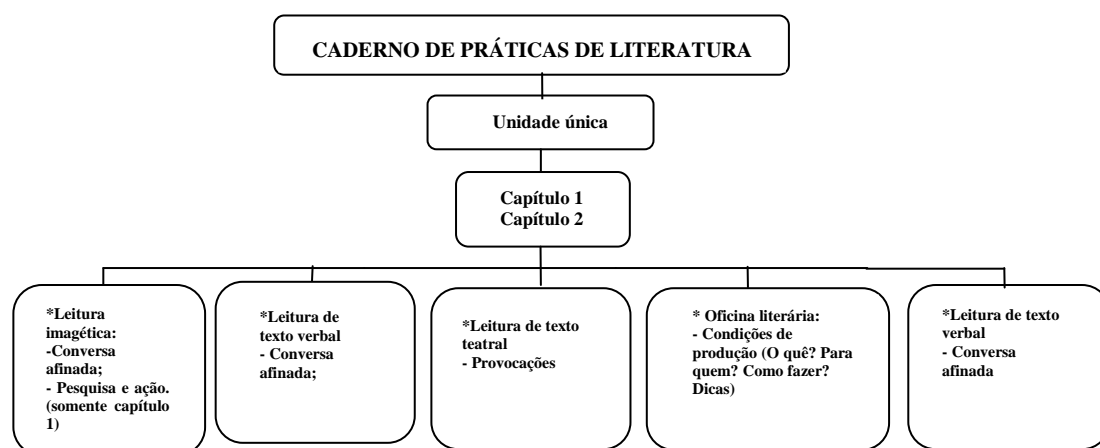 CADERNO DE PRÁTICAS DE LITERATURA
Unidade única
Capítulo 1
Capítulo 2
*Leitura
imagética:
-Conversa
afinada;
- Pesquisa e ação.
(somente capítulo
1)
*Leitura de
texto verbal
- Conversa
afinada;
*Leitura de texto
teatral
- Provocações
* Oficina literária:
- Condições de
produção (O quê? Para
quem? Como fazer?
Dicas)
*Leitura de texto
verbal
- Conversa
afinada